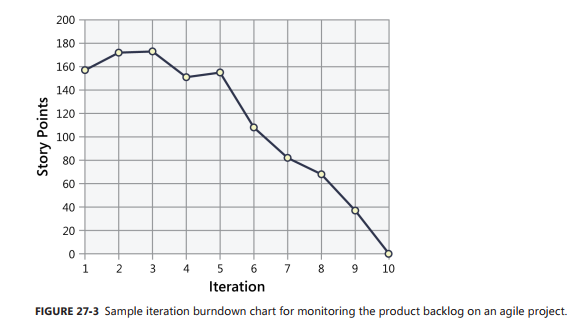 200
180
160
140
120
100
80
60
40
20
0
Story Points
1 2 3 4 5 6 7 8 9 10
Iteration
FIGURE 27-3 Sample iteration burndown chart for monitoring the product backlog on an agile project.